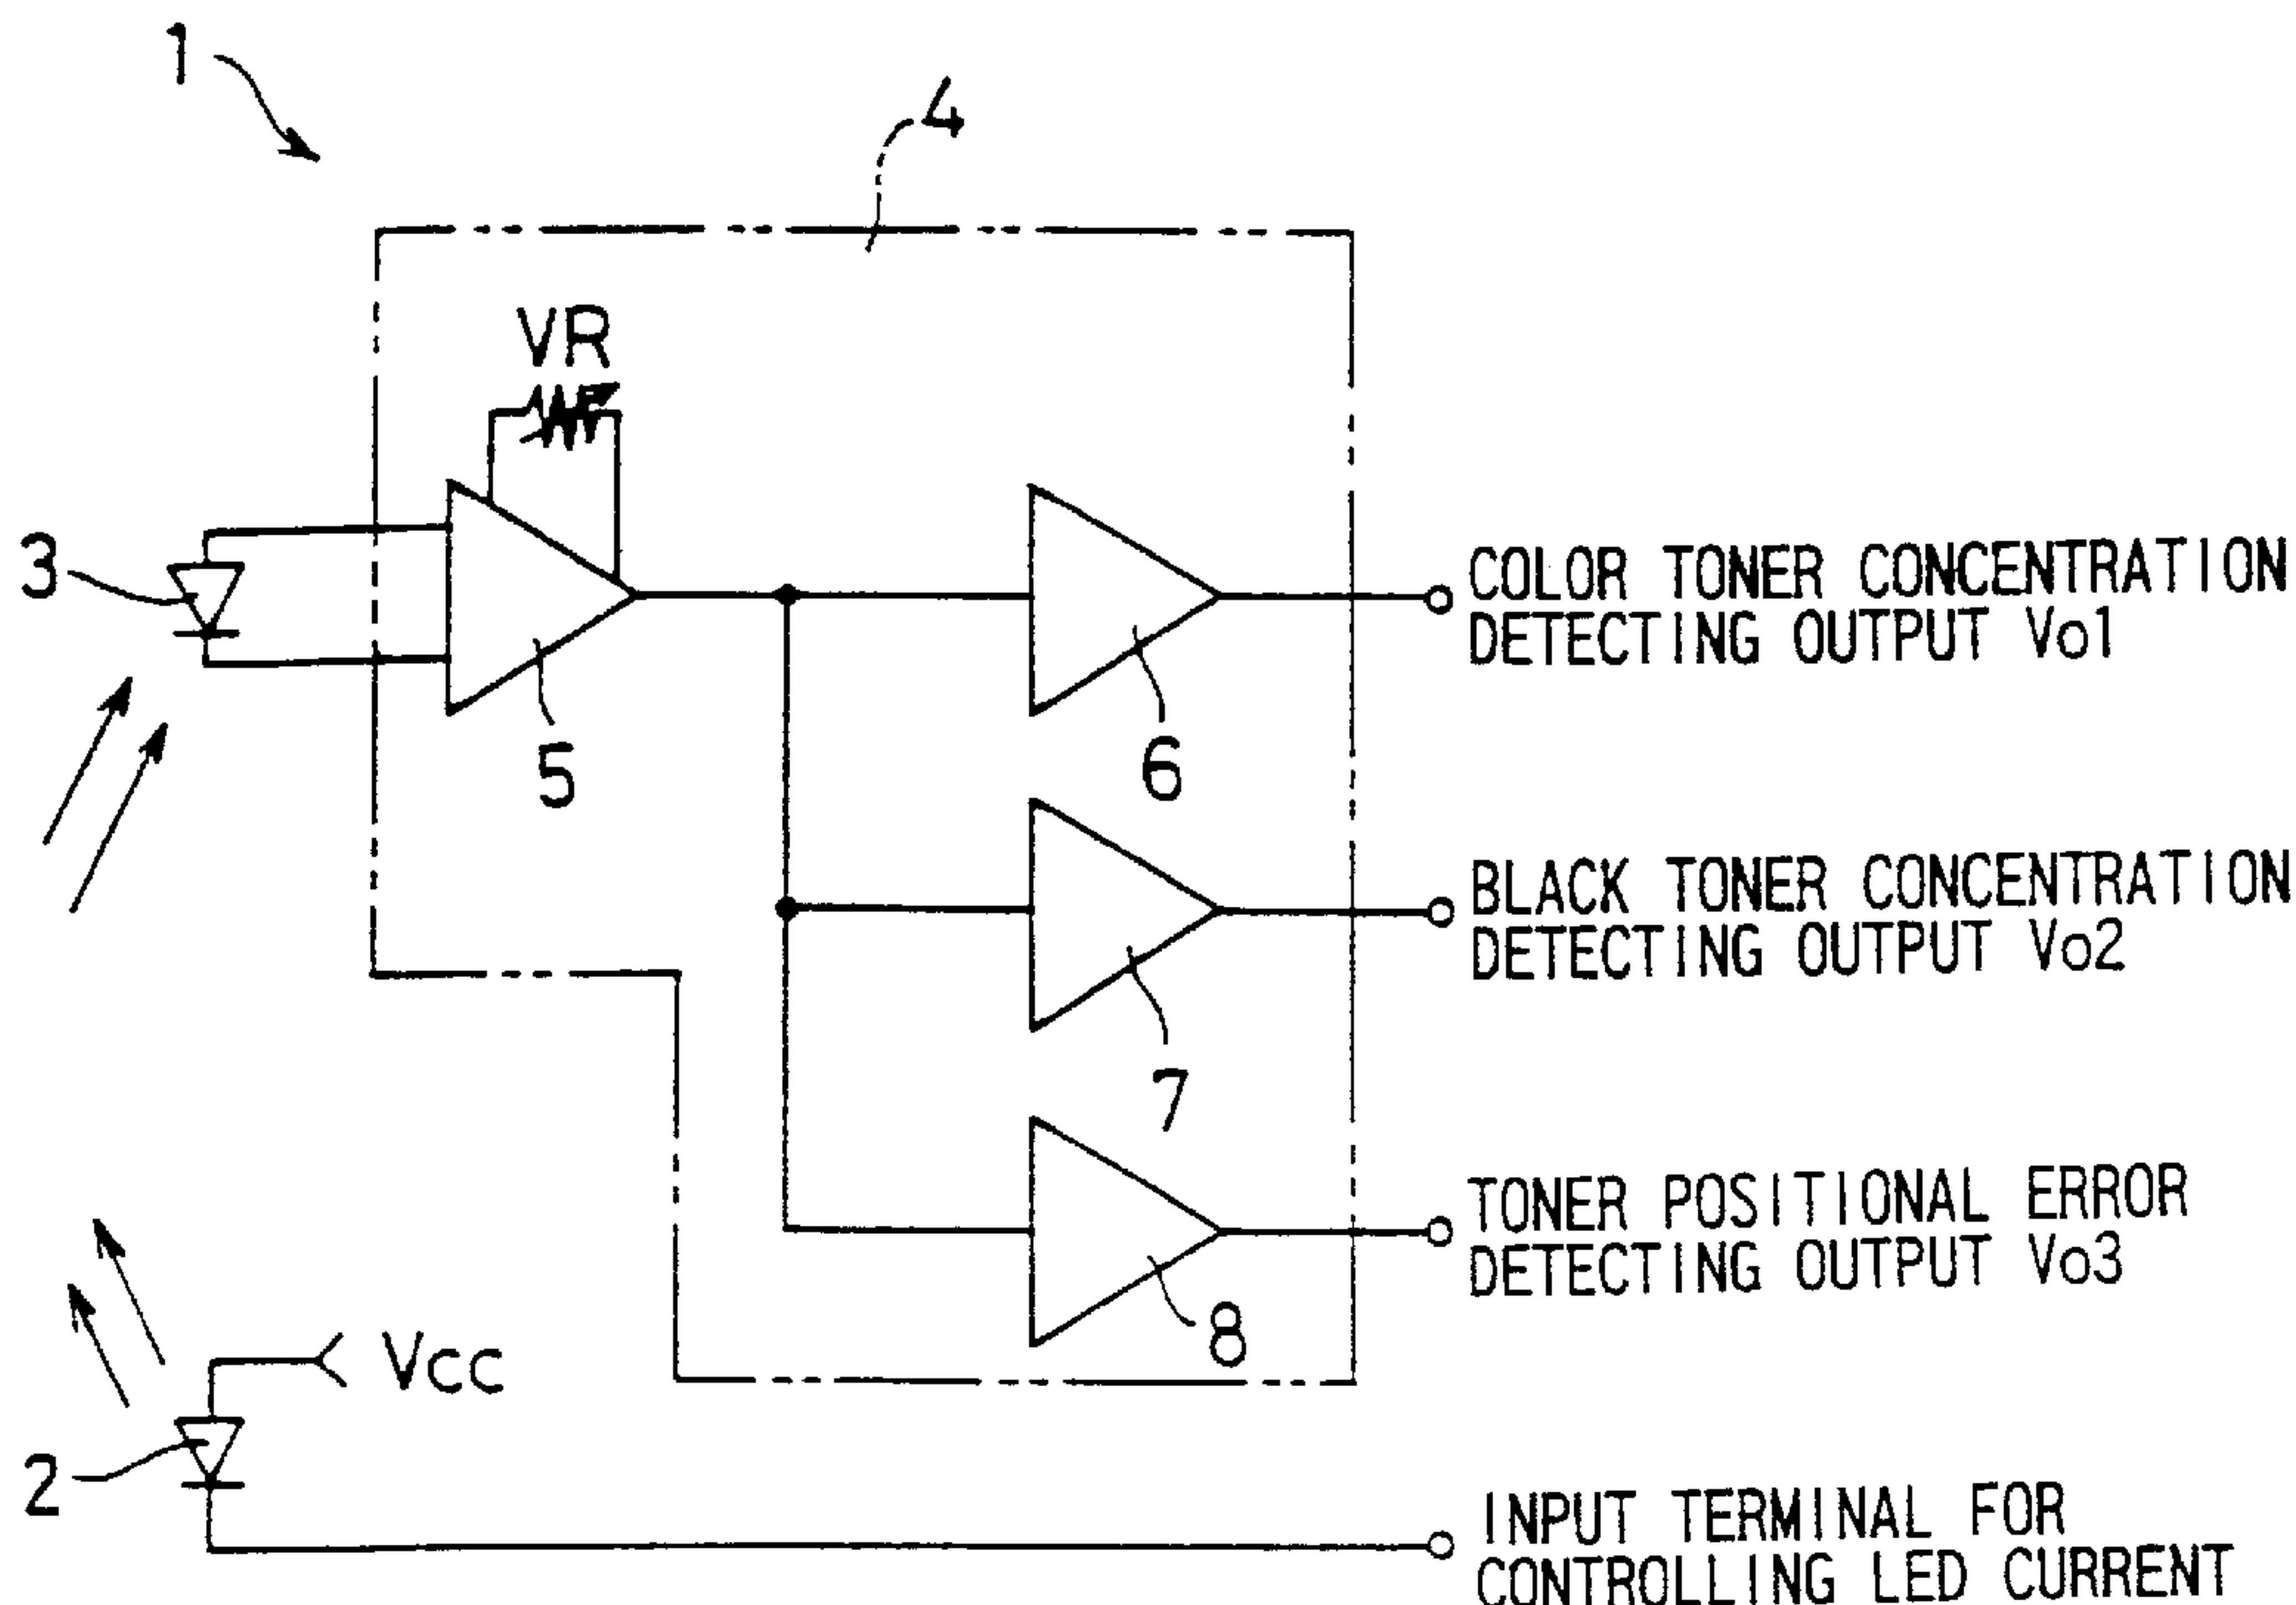 1
4
VR
3
COLOR TONER CONCENTRATION
DETECTING OUTPUT Vo1
5
6
BLACK TONER CONCENTRATION
DETECTING OUTPUT Vo2
7
TONER POSITIONAL ERROR
DETECTING OUTPUT Vo3
8
Vcc
2
INPUT TERMINAL FOR
CONTROLLING LED CURRENT